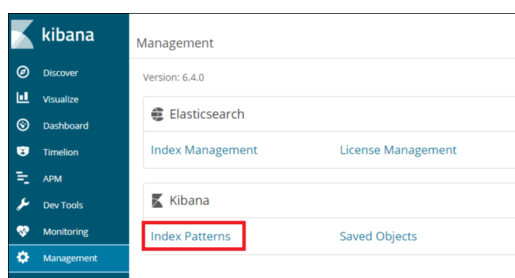 kibana
Discover
Visualize
Dashboard
Timelion
APM
Dev Tools
Monitoring
Management
Management
Version: 6.4.0
Elasticsearch
Index Management License Management
Kibana
Index Patterns Saved Objects